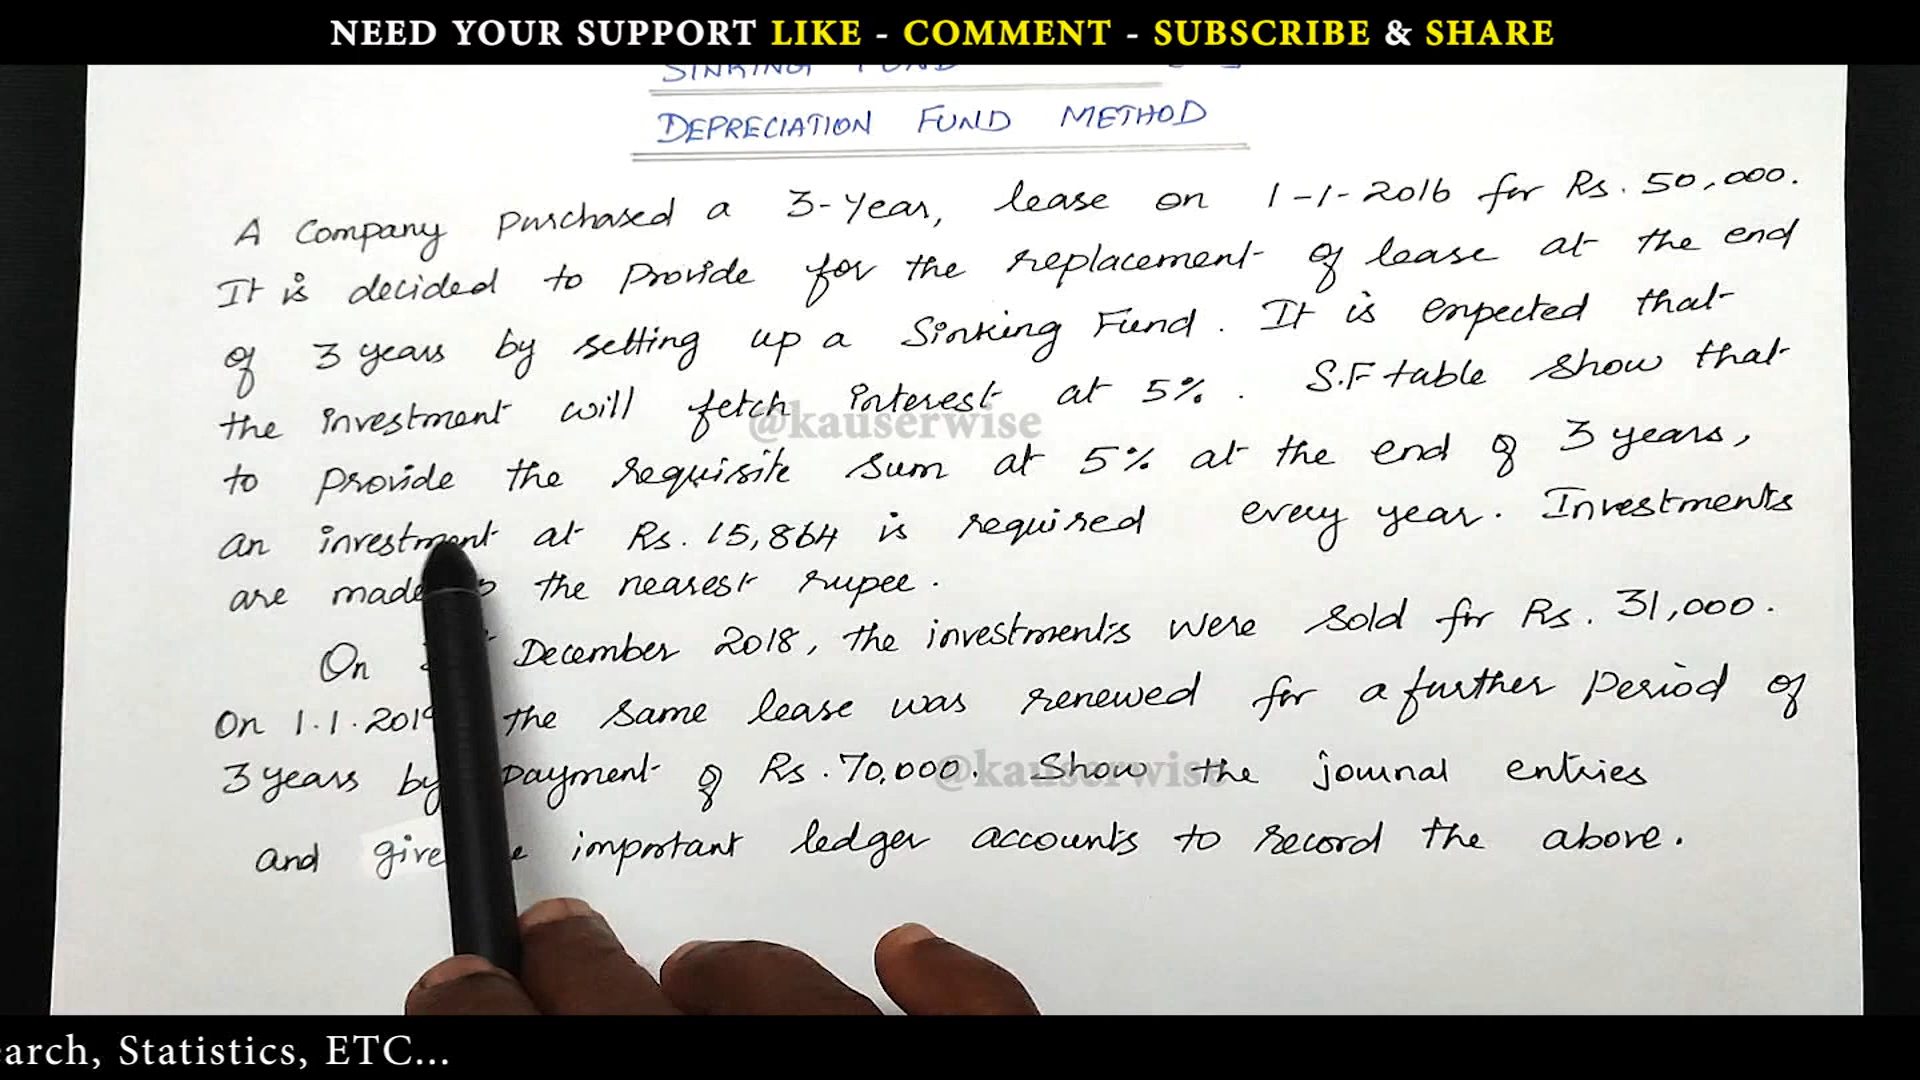 NEED YOUR SUPPORT LIKE - COMMENT - SUBSCRIBE & SHARE
SINKING FUND
DEPRECIATION FUND METHOD
A Company purchased a 3-Year, lease on 1-1-2016 for Rs. 50,000.
It is decided to Provide for the replacement of lease at the end
of 3 years by setting up a Sinking Fund. It is expected that
the investment will fetch interest at 5%. S.F table show that
@kauserwise
to provide the requisite sum at 5% at the end of 3 years,
an investment at Rs. 15,864 is required every year. Investments
are made the nearest rupee.
On December 2018, the investments were sold for Rs. 31,000.
On 1.1.2019 the same lease was renewed for a further period of
3 years by payment of Rs. 70,000. Show the journal entries
@kauserwise
and give important ledger accounts to record the above.
earch, Statistics, ETC...